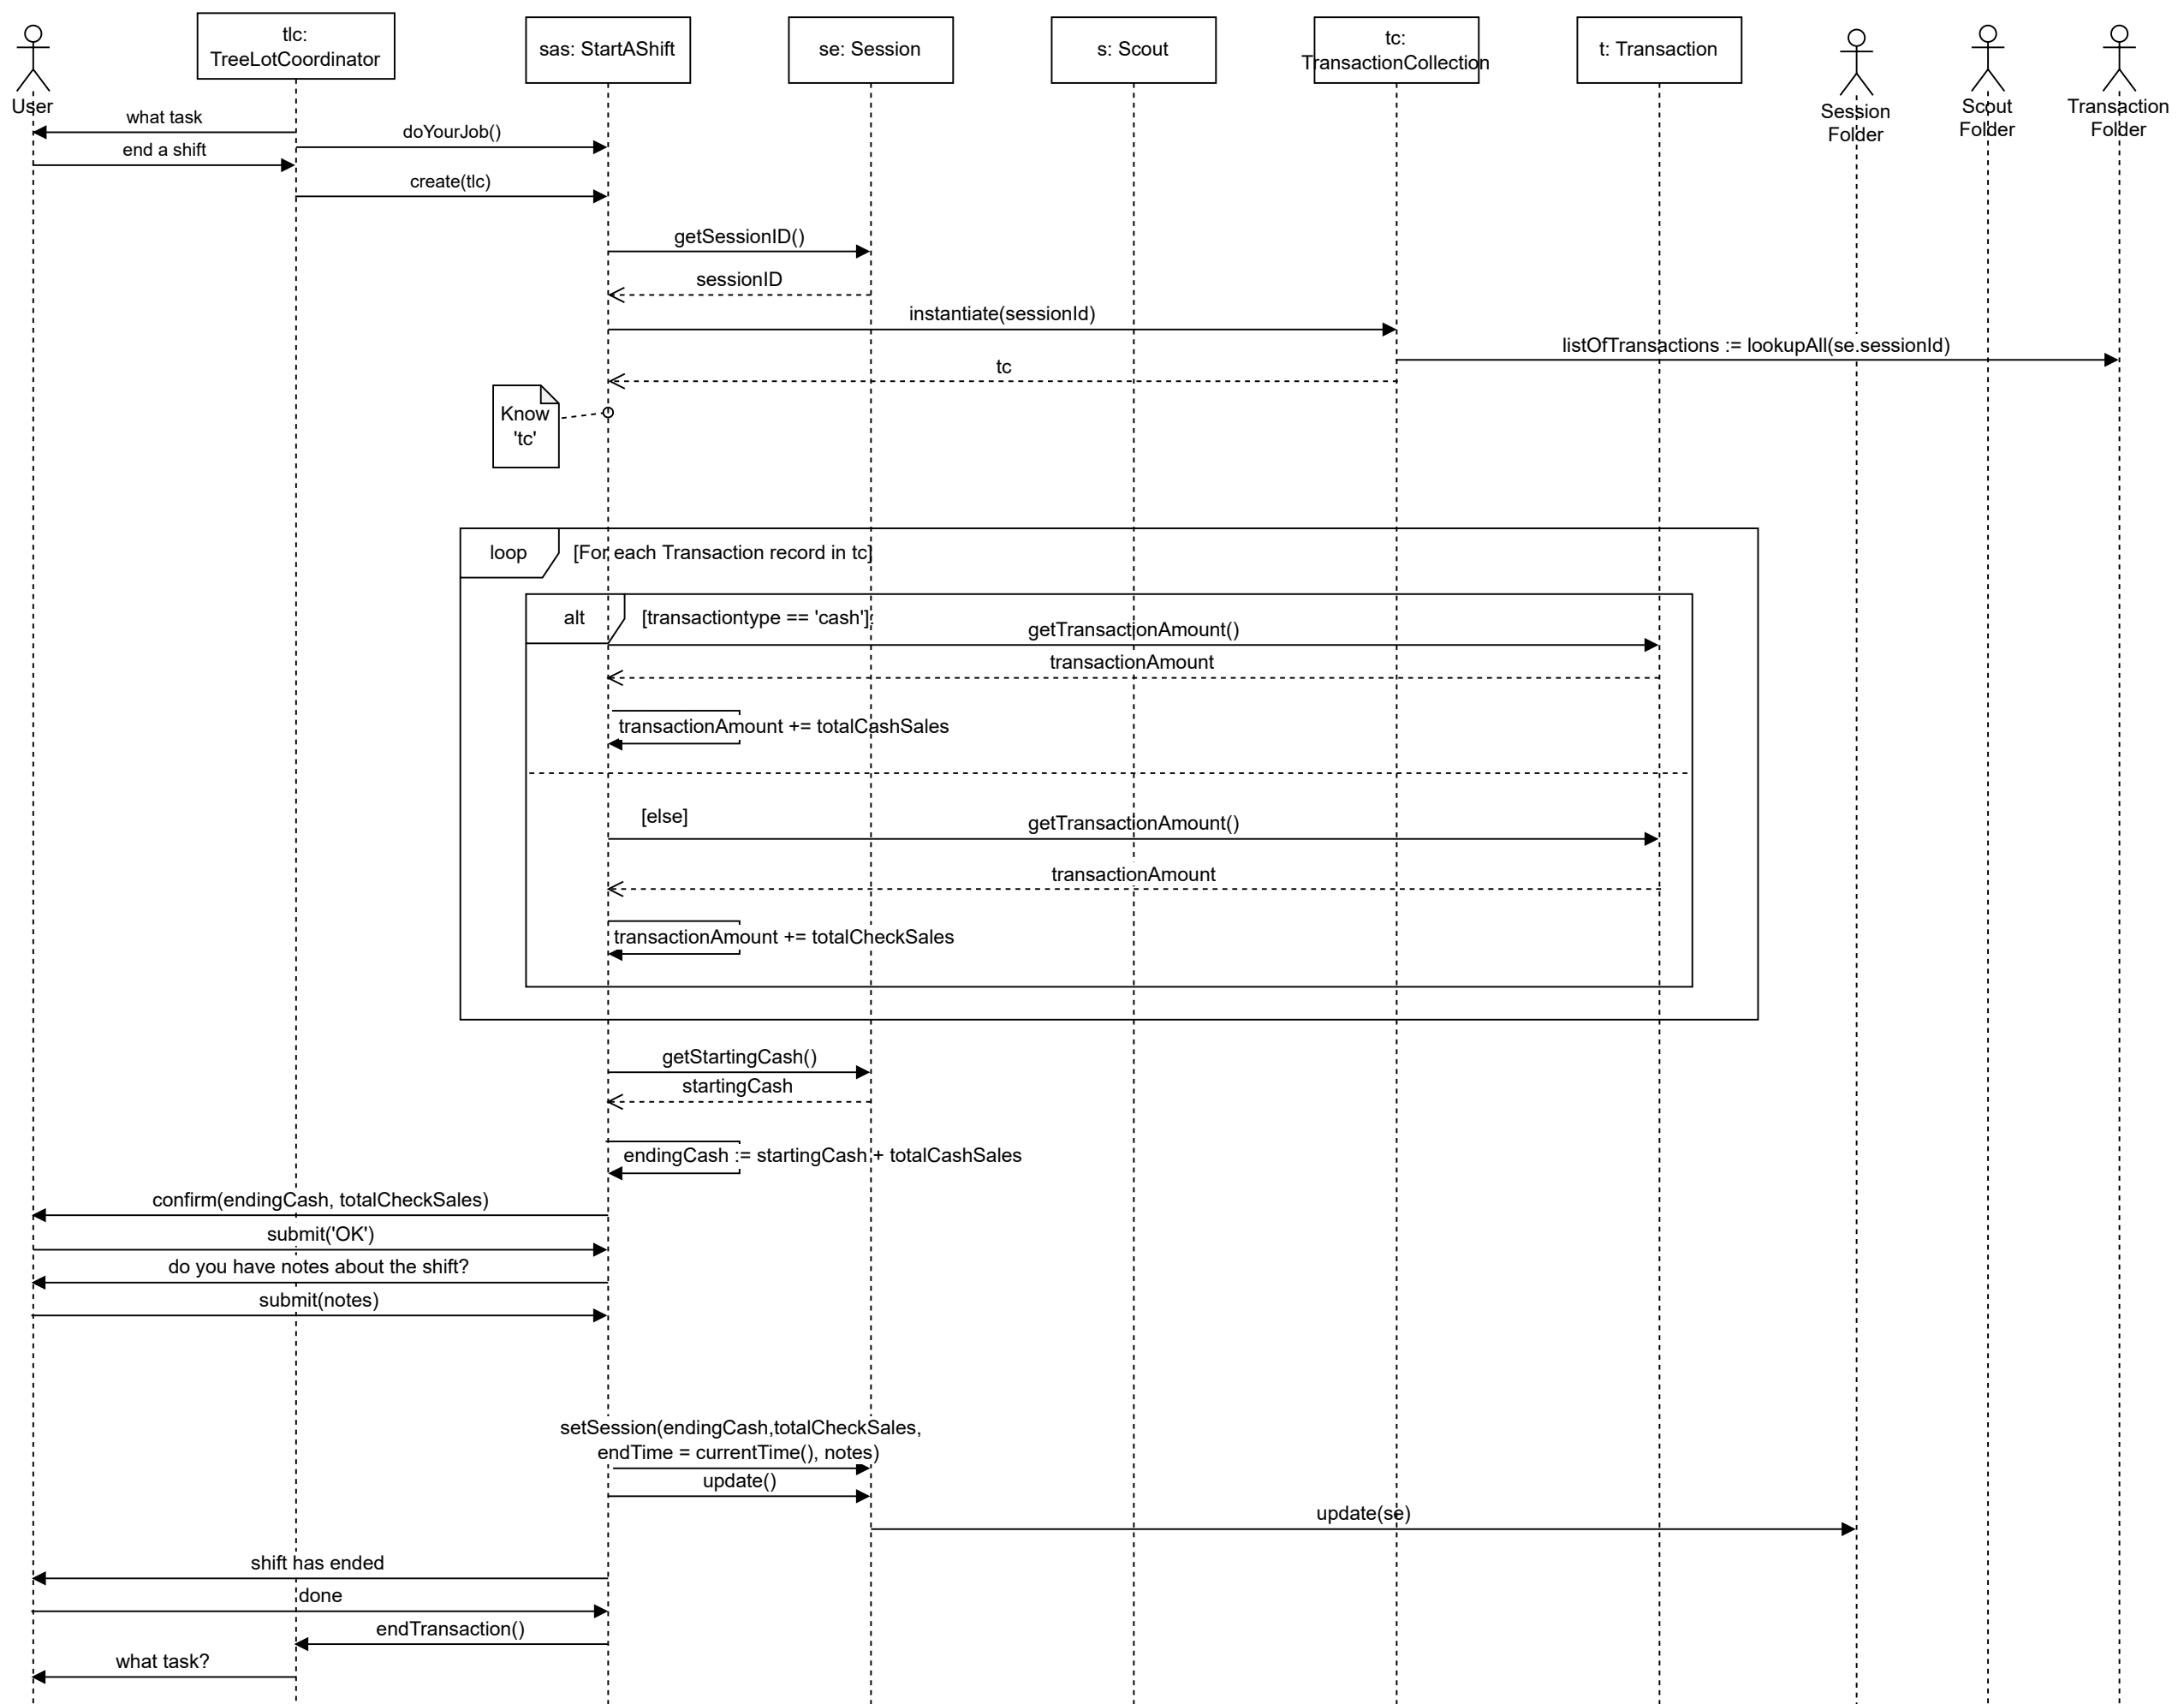 tlc:
TreeLotCoordinator
sas: StartAShift
se: Session
s: Scout
tc:
TransactionCollection
t: Transaction
User
Session
Folder
Scout
Folder
Transaction
Folder
what task
doYourJob()
end a shift
create(tlc)
getSessionID()
sessionID
instantiate(sessionId)
listOfTransactions := lookupAll(se.sessionId)
tc
Know
'tc'
loop
[For each Transaction record in tc]
alt
[transactiontype == 'cash']
getTransactionAmount()
transactionAmount
transactionAmount += totalCashSales
[else]
getTransactionAmount()
transactionAmount
transactionAmount += totalCheckSales
getStartingCash()
startingCash
endingCash := startingCash + totalCashSales
confirm(endingCash, totalCheckSales)
submit('OK')
do you have notes about the shift?
submit(notes)
setSession(endingCash,totalCheckSales,
endTime = currentTime(), notes)
update()
update(se)
shift has ended
done
endTransaction()
what task?